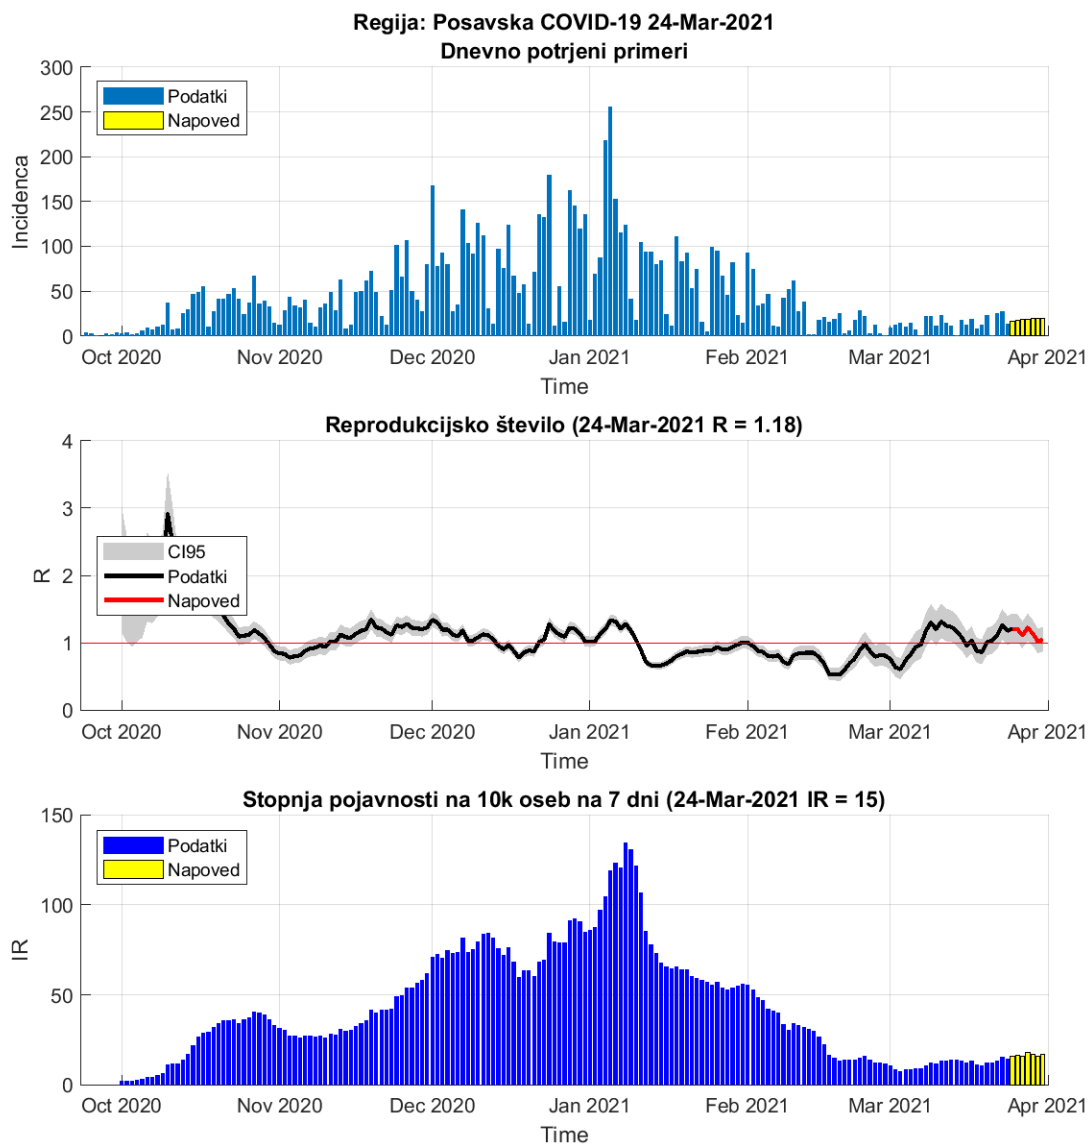 Regija: Posavska COVID-19 24-Mar-2021
Dnevno potrjeni primeri
300
250
200
150
100
50
0
Incidenca
Podatki
Napoved
Oct 2020 Nov 2020 Dec 2020 Jan 2021 Feb 2021 Mar 2021 Apr 2021
Time
Reprodukcijsko število (24-Mar-2021 R = 1.18)
4
3
2
1
0
R
CI95
Podatki
Napoved
Oct 2020 Nov 2020 Dec 2020 Jan 2021 Feb 2021 Mar 2021 Apr 2021
Time
Stopnja pojavnosti na 10k oseb na 7 dni (24-Mar-2021 IR = 15)
150
100
50
0
IR
Podatki
Napoved
Oct 2020 Nov 2020 Dec 2020 Jan 2021 Feb 2021 Mar 2021 Apr 2021
Time